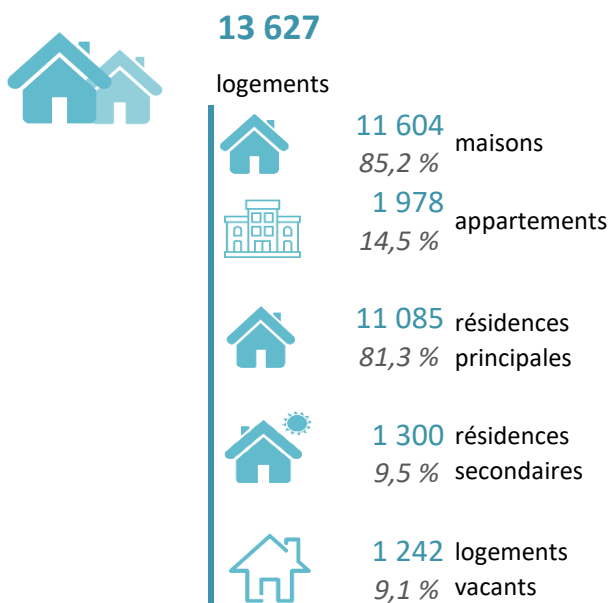 13 627
logements
11 604
85,2 %
maisons
1 978
14,5 %
appartements
11 085
81,3 %
résidences
principales
1 300
9,5 %
résidences
secondaires
1 242
9,1 %
logements
vacants